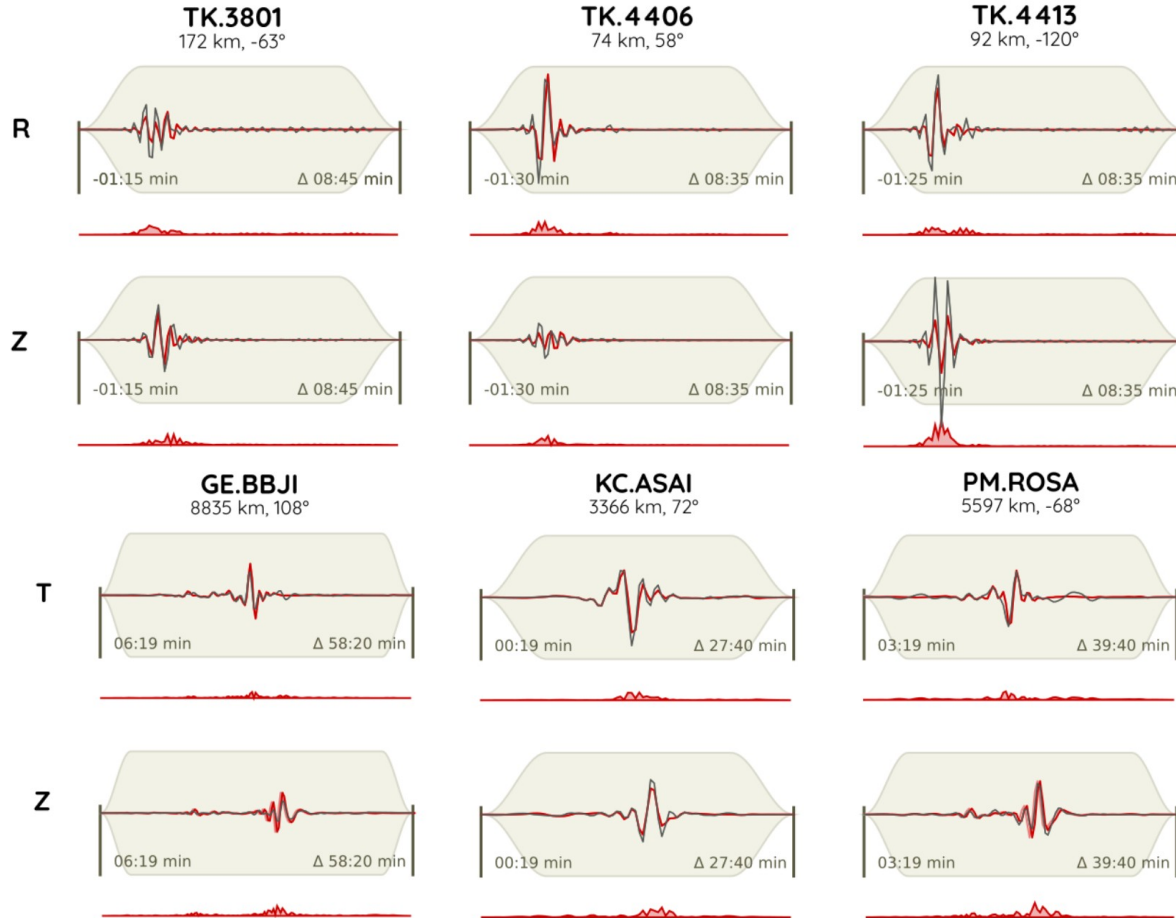 TK.3801 TK.4406 TK.4413
172 km, -63° 74 km, 58° 92 km, -120°
R
-01:15 min Δ 08:45 min -01:30 min Δ 08:35 min -01:25 min Δ 08:35 min
Z
-01:15 min Δ 08:45 min -01:30 min Δ 08:35 min -01:25 min Δ 08:35 min
GE.BBJI KC.ASAI PM.ROSA
8835 km, 108° 3366 km, 72° 5597 km, -68°
T
06:19 min Δ 58:20 min 00:19 min Δ 27:40 min 03:19 min Δ 39:40 min
Z
06:19 min Δ 58:20 min 00:19 min Δ 27:40 min 03:19 min Δ 39:40 min